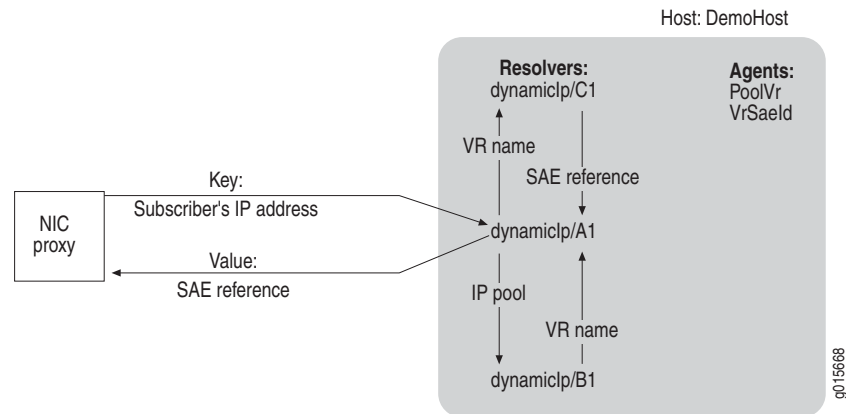 Host: DemoHost
Resolvers:
dynamicIp/C1
Agents:
PoolVr
VrSaeId
VR name
SAE reference
Key:
Subscriber's IP address
NIC
proxy
dynamicIp/A1
Value:
SAE reference
IP pool
VR name
dynamicIp/B1
g015668